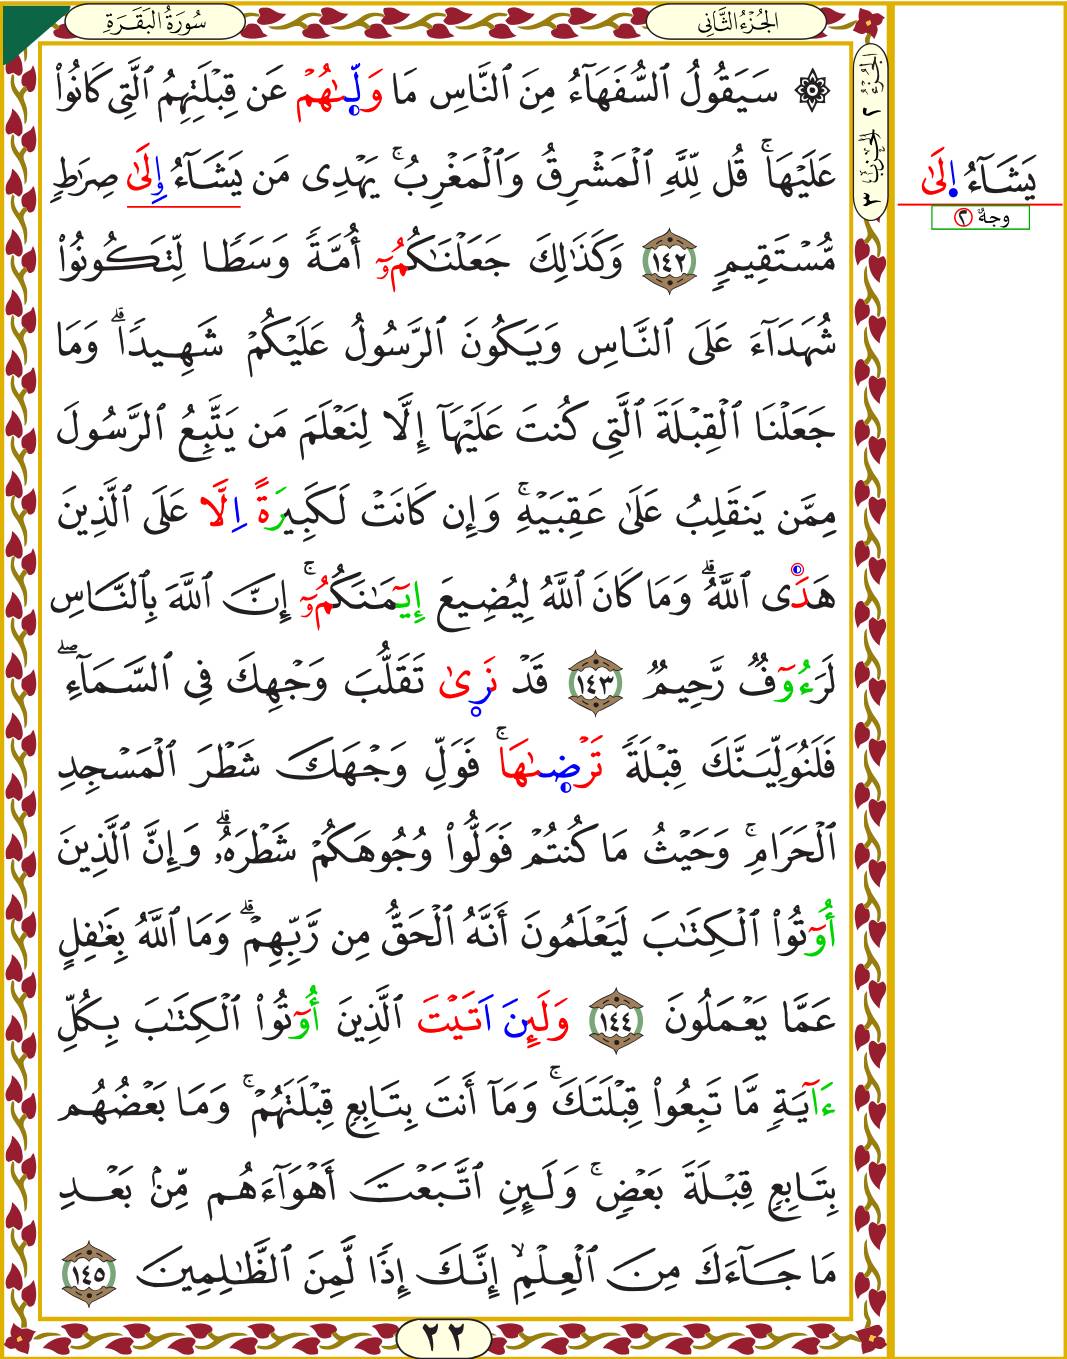 سُورَةُ البَقَرَةِ
الجُزْءُ الثَّانِي
الجزء ٢ الحزب ٣
۞ سَيَقُولُ ٱلسُّفَهَآءُ مِنَ ٱلنَّاسِ مَا وَلَّىٰهُمْ عَن قِبْلَتِهِمُ ٱلَّتِى كَانُوا۟
عَلَيْهَا ۚ قُل لِّلَّهِ ٱلْمَشْرِقُ وَٱلْمَغْرِبُ ۚ يَهْدِى مَن يَشَآءُ إِلَىٰ صِرَٰطٍ
مُّسْتَقِيمٍ ١٤٢ وَكَذَٰلِكَ جَعَلْنَٰكُمُۥٓ أُمَّةً وَسَطًا لِّتَكُونُوا۟
شُهَدَآءَ عَلَى ٱلنَّاسِ وَيَكُونَ ٱلرَّسُولُ عَلَيْكُمْ شَهِيدًا ۗ وَمَا
جَعَلْنَا ٱلْقِبْلَةَ ٱلَّتِى كُنتَ عَلَيْهَآ إِلَّا لِنَعْلَمَ مَن يَتَّبِعُ ٱلرَّسُولَ
مِمَّن يَنقَلِبُ عَلَىٰ عَقِبَيْهِ ۚ وَإِن كَانَتْ لَكَبِيرَةً اِلَّا عَلَى ٱلَّذِينَ
هَدَى ٱللَّهُ ۗ وَمَا كَانَ ٱللَّهُ لِيُضِيعَ إِيمَٰنَكُمُۥٓ ۚ إِنَّ ٱللَّهَ بِٱلنَّاسِ
لَرَءُوفٌ رَّحِيمٌ ١٤٣ قَدْ نَرَىٰ تَقَلُّبَ وَجْهِكَ فِى ٱلسَّمَآءِ ۖ
فَلَنُوَلِّيَنَّكَ قِبْلَةً تَرْضَىٰهَا ۚ فَوَلِّ وَجْهَكَ شَطْرَ ٱلْمَسْجِدِ
ٱلْحَرَامِ ۚ وَحَيْثُ مَا كُنتُمْ فَوَلُّوا۟ وُجُوهَكُمْ شَطْرَهُۥ ۗ وَإِنَّ ٱلَّذِينَ
أُوتُوا۟ ٱلْكِتَٰبَ لَيَعْلَمُونَ أَنَّهُ ٱلْحَقُّ مِن رَّبِّهِمْ ۗ وَمَا ٱللَّهُ بِغَٰفِلٍ
عَمَّا يَعْمَلُونَ ١٤٤ وَلَئِنَ اَتَيْتَ ٱلَّذِينَ أُوتُوا۟ ٱلْكِتَٰبَ بِكُلِّ
ءَايَةٍ مَّا تَبِعُوا۟ قِبْلَتَكَ ۚ وَمَآ أَنتَ بِتَابِعٍ قِبْلَتَهُمْ ۚ وَمَا بَعْضُهُم
بِتَابِعٍ قِبْلَةَ بَعْضٍ ۚ وَلَئِنِ ٱتَّبَعْتَ أَهْوَآءَهُم مِّنۢ بَعْدِ
مَا جَآءَكَ مِنَ ٱلْعِلْمِ ۙ إِنَّكَ إِذًا لَّمِنَ ٱلظَّٰلِمِينَ ١٤٥
٢٢
يَشَآءُ اِلَىٰ
وجهٌ ٢